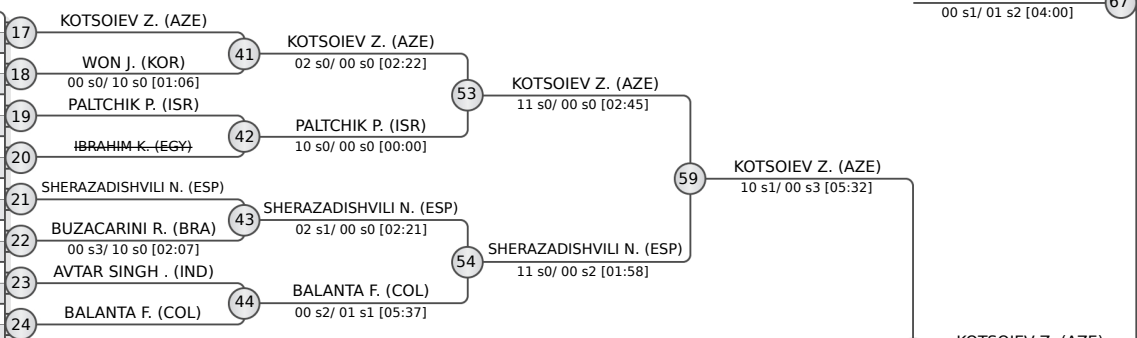 67
00 s1/ 01 s2 [04:00]
17
KOTSOIEV Z. (AZE)
41
KOTSOIEV Z. (AZE)
02 s0/ 00 s0 [02:22]
18
WON J. (KOR)
00 s0/ 10 s0 [01:06]
53
KOTSOIEV Z. (AZE)
11 s0/ 00 s0 [02:45]
19
PALTCHIK P. (ISR)
42
PALTCHIK P. (ISR)
10 s0/ 00 s0 [00:00]
20
IBRAHIM K. (EGY)
59
KOTSOIEV Z. (AZE)
10 s1/ 00 s3 [05:32]
21
SHERAZADISHVILI N. (ESP)
43
SHERAZADISHVILI N. (ESP)
02 s1/ 00 s0 [02:21]
22
BUZACARINI R. (BRA)
00 s3/ 10 s0 [02:07]
54
SHERAZADISHVILI N. (ESP)
11 s0/ 00 s2 [01:58]
23
AVTAR SINGH . (IND)
44
BALANTA F. (COL)
00 s2/ 01 s1 [05:37]
24
BALANTA F. (COL)
KOTSOIEV Z. (AZE)